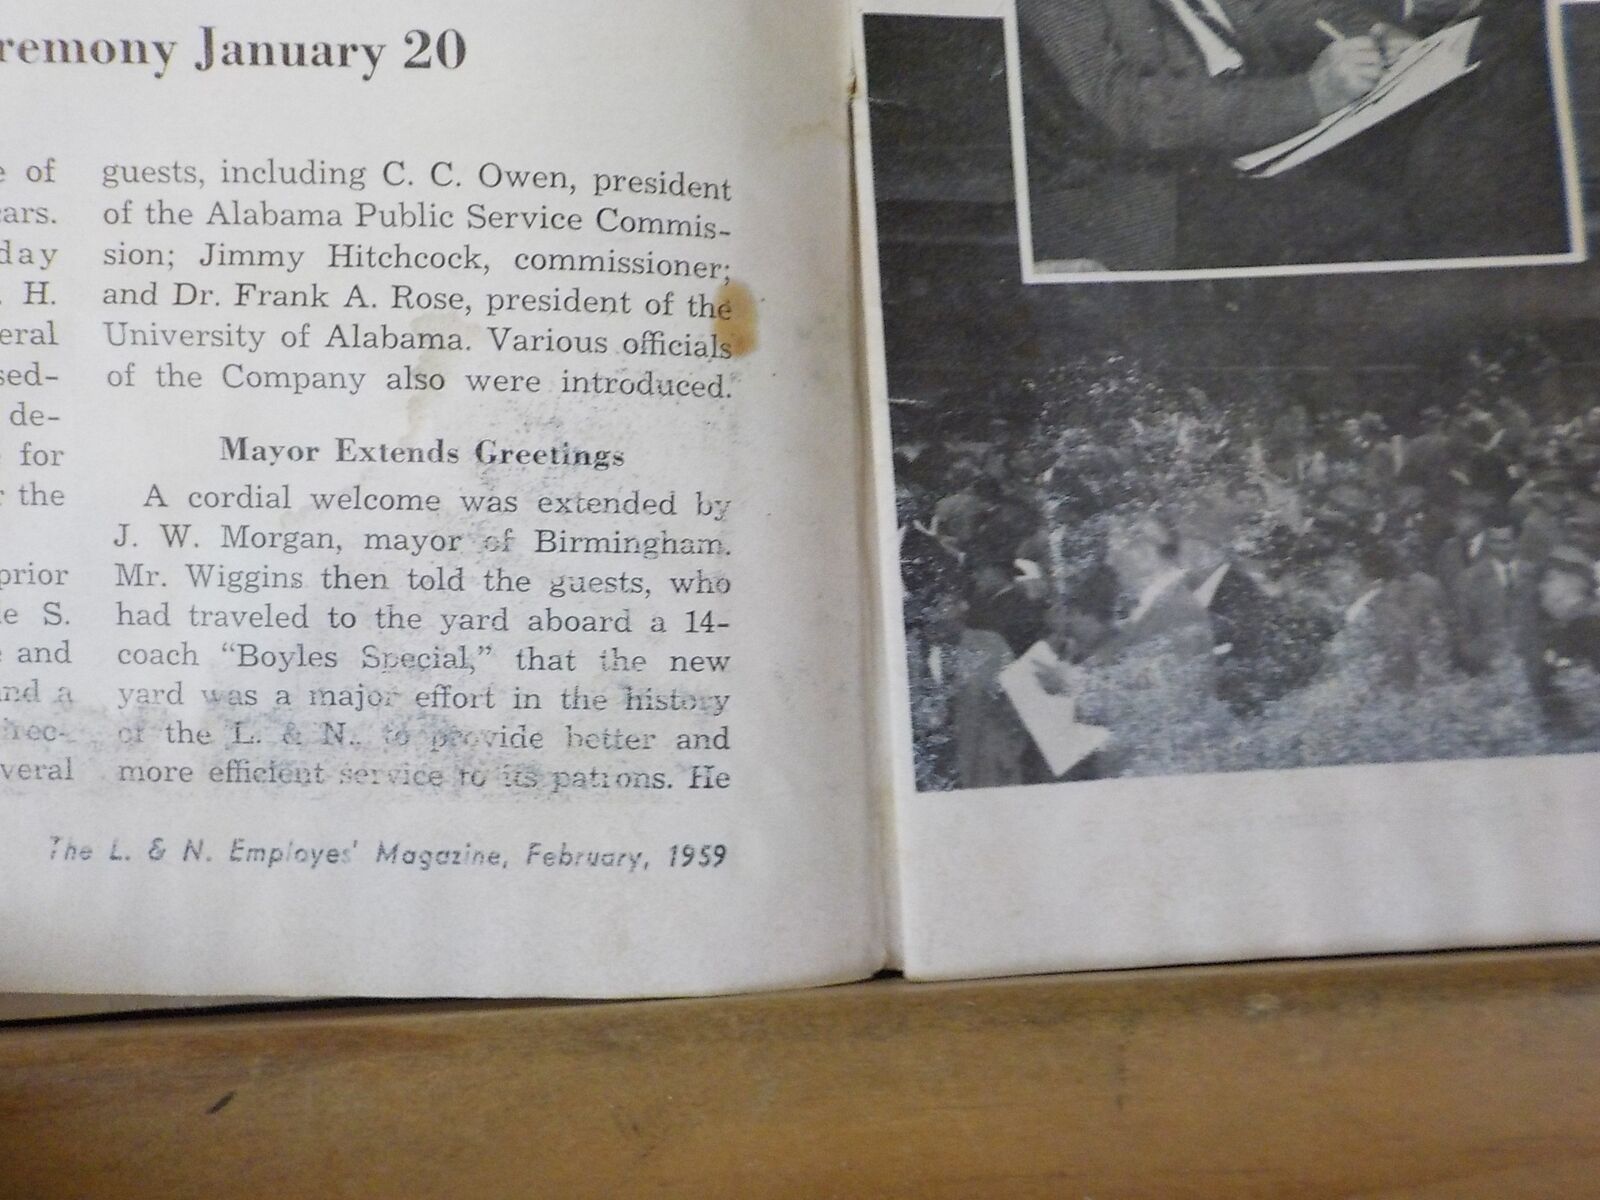 remony January 20
e of
ars.
day
. H.
eral
sed-
de-
for
r the
prior
e S.
and
nd a
irec-
veral
guests, including C. C. Owen, president
of the Alabama Public Service Commis-
sion; Jimmy Hitchcock, commissioner;
and Dr. Frank A. Rose, president of the
University of Alabama. Various officials
of the Company also were introduced.
Mayor Extends Greetings
A cordial welcome was extended by
J. W. Morgan, mayor of Birmingham.
Mr. Wiggins then told the guests, who
had traveled to the yard aboard a 14-
coach "Boyles Special," that the new
yard was a major effort in the history
of the L. & N., to provide better and
more efficient service to its patrons. He
The L. & N. Employes' Magazine, February, 1959